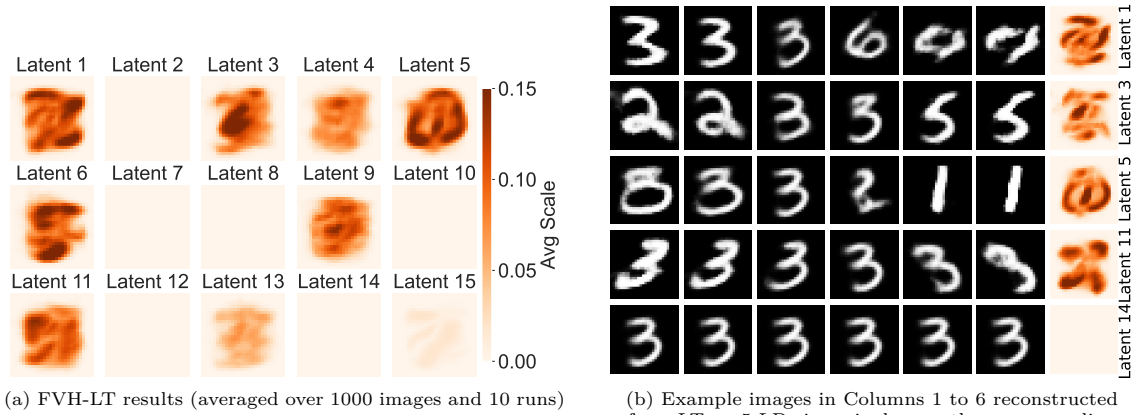 Latent 1 Latent 2 Latent 3 Latent 4 Latent 5
Latent 6 Latent 7 Latent 8 Latent 9 Latent 10
Latent 11 Latent 12 Latent 13 Latent 14 Latent 15
0.15
0.10
0.05
0.00
Avg Scale
(a) FVH-LT results (averaged over 1000 images and 10 runs)
Latent 1
Latent 3
Latent 5
Latent 11
Latent 14
(b) Example images in Columns 1 to 6 reconstructed